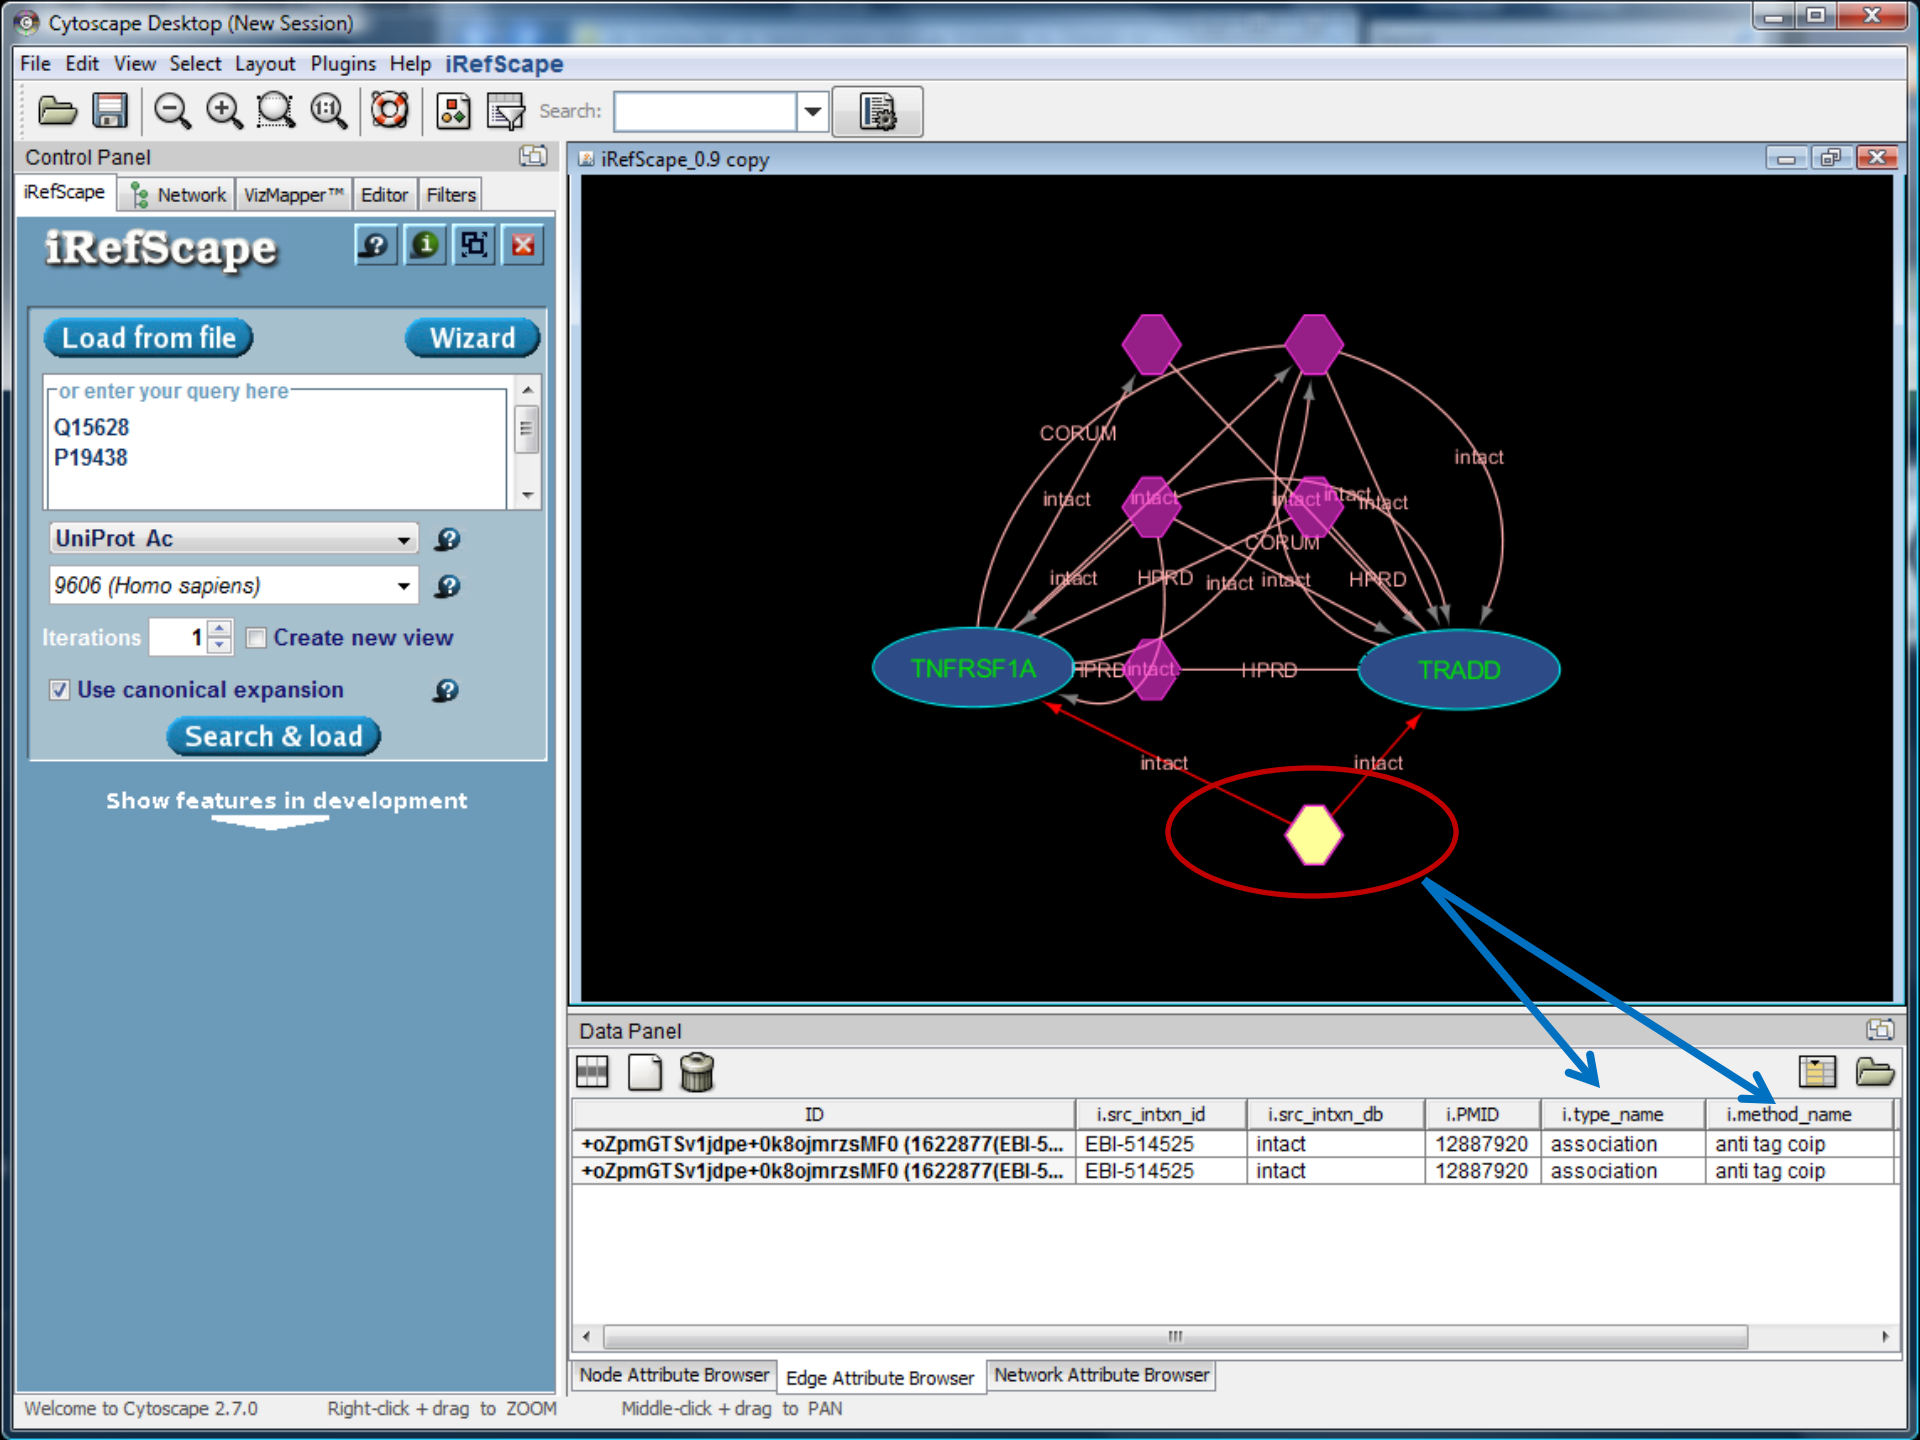 Cytoscape Desktop (New Session)
File Edit View Select Layout Plugins Help iRefScape
1:1 Search:
Control Panel
iRefScape Network VizMapper™ Editor Filters
iRefScape
Load from file Wizard
or enter your query here
Q15628
P19438
UniProt Ac
9606 (Homo sapiens)
Iterations 1 Create new view
Use canonical expansion
Search & load
Show features in development
iRefScape_0.9 copy
CORUM
intact
intact intact intact intact intact
CORUM
intact HPRD intact intact HPRD
TNFRSF1A HPRD intact HPRD TRADD
intact intact
Data Panel
ID i.src_intxn_id i.src_intxn_db i.PMID i.type_name i.method_name
+oZpmGTSv1jdpe+0k8ojmrzsMF0 (1622877(EBI-5... EBI-514525 intact 12887920 association anti tag coip
+oZpmGTSv1jdpe+0k8ojmrzsMF0 (1622877(EBI-5... EBI-514525 intact 12887920 association anti tag coip
Node Attribute Browser Edge Attribute Browser Network Attribute Browser
Welcome to Cytoscape 2.7.0 Right-click + drag to ZOOM Middle-click + drag to PAN